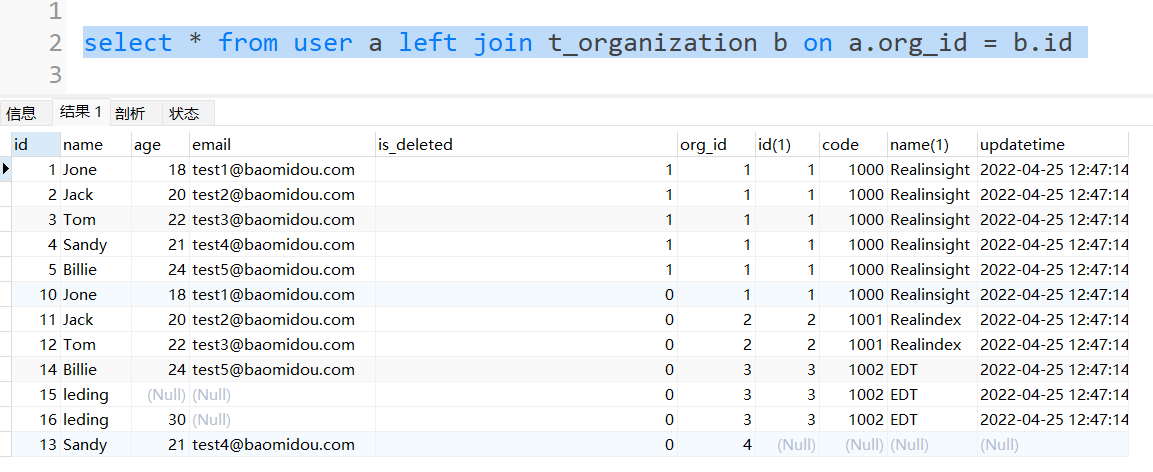 1
2 select * from user a left join t_organization b on a.org_id = b.id
3
信息 结果 1 剖析 状态
id name age email is_deleted org_id id(1) code name(1) updatetime
1 Jone 18 test1@baomidou.com 1 1 1 1000 Realinsight 2022-04-25 12:47:14
2 Jack 20 test2@baomidou.com 1 1 1 1000 Realinsight 2022-04-25 12:47:14
3 Tom 22 test3@baomidou.com 1 1 1 1000 Realinsight 2022-04-25 12:47:14
4 Sandy 21 test4@baomidou.com 1 1 1 1000 Realinsight 2022-04-25 12:47:14
5 Billie 24 test5@baomidou.com 1 1 1 1000 Realinsight 2022-04-25 12:47:14
10 Jone 18 test1@baomidou.com 0 1 1 1000 Realinsight 2022-04-25 12:47:14
11 Jack 20 test2@baomidou.com 0 2 2 1001 Realindex 2022-04-25 12:47:14
12 Tom 22 test3@baomidou.com 0 2 2 1001 Realindex 2022-04-25 12:47:14
14 Billie 24 test5@baomidou.com 0 3 3 1002 EDT 2022-04-25 12:47:14
15 leding (Null) (Null) 0 3 3 1002 EDT 2022-04-25 12:47:14
16 leding 30 (Null) 0 3 3 1002 EDT 2022-04-25 12:47:14
13 Sandy 21 test4@baomidou.com 0 4 (Null) (Null) (Null) (Null)